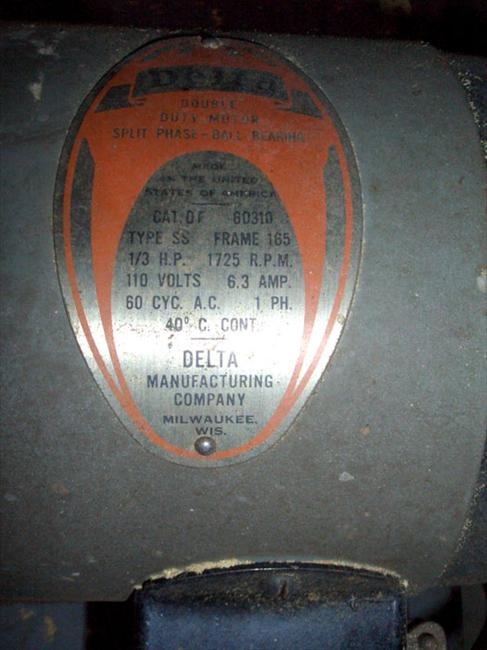 Delta
DOUBLE
DUTY MOTOR
SPLIT PHASE - BALL BEARING
MADE
IN THE UNITED
STATES OF AMERICA
CAT. DF 60310
TYPE SS FRAME 165
1/3 H.P. 1725 R.P.M.
110 VOLTS 6.3 AMP.
60 CYC. A.C. 1 PH.
40° C. CONT.
DELTA
MANUFACTURING
COMPANY
MILWAUKEE,
WIS.